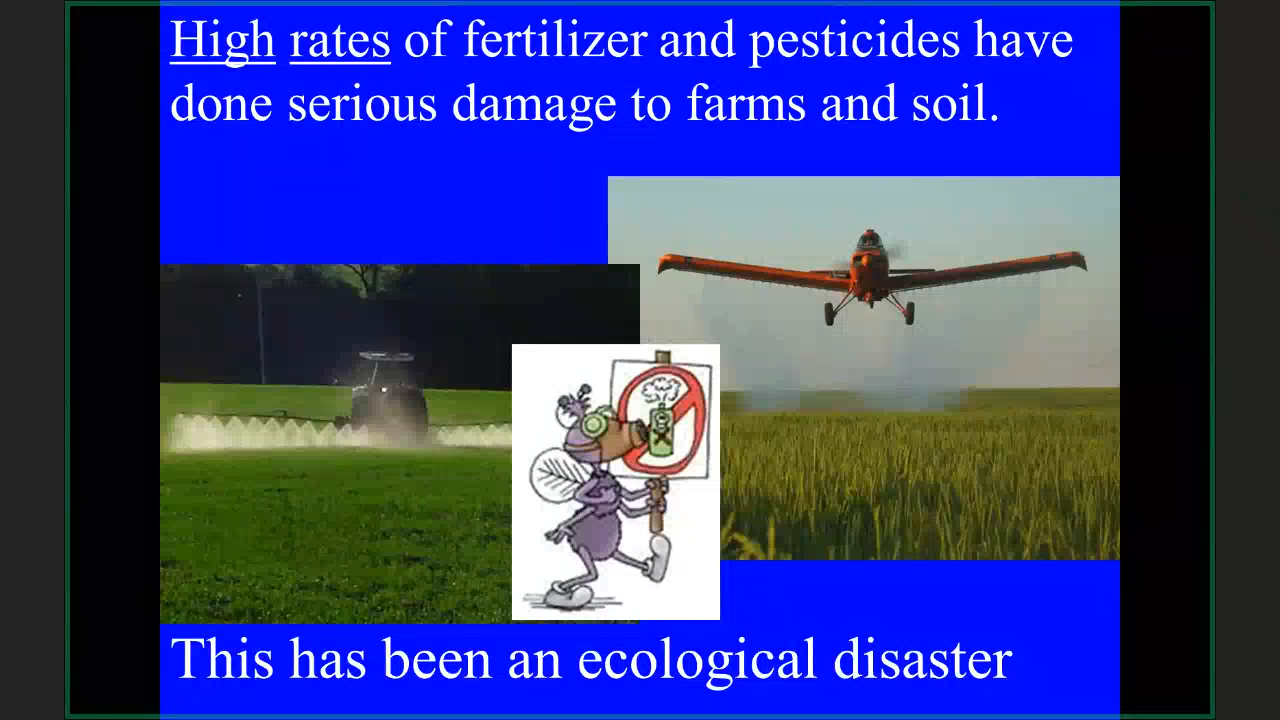 High rates of fertilizer and pesticides have
done serious damage to farms and soil.
This has been an ecological disaster